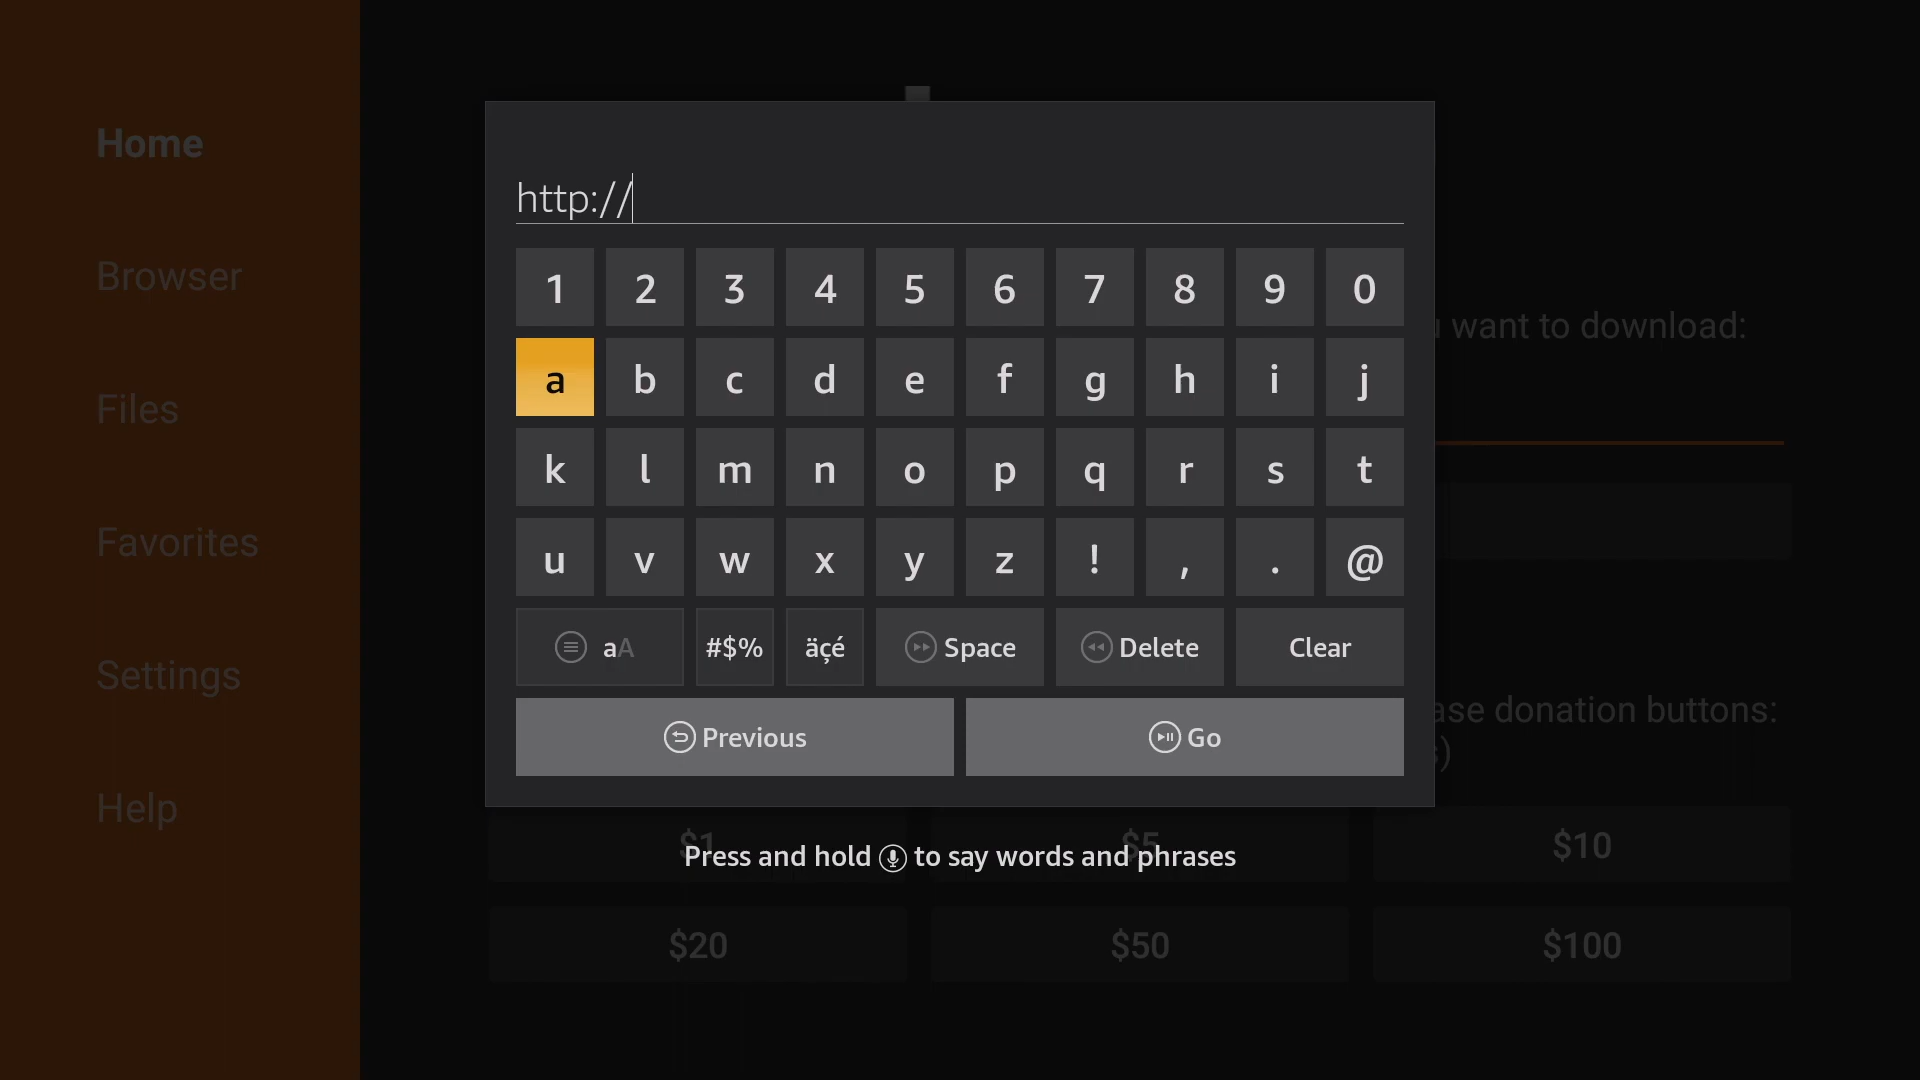 Home
Browser
Files
Favorites
Settings
Help
http://
1 2 3 4 5 6 7 8 9 0
a b c d e f g h i j
k l m n o p q r s t
u v w x y z ! , . @
aA #$% äçé Space Delete Clear
Previous Go
want to download:
donation buttons:
Press and hold to say words and phrases
$1 $5 $10
$20 $50 $100